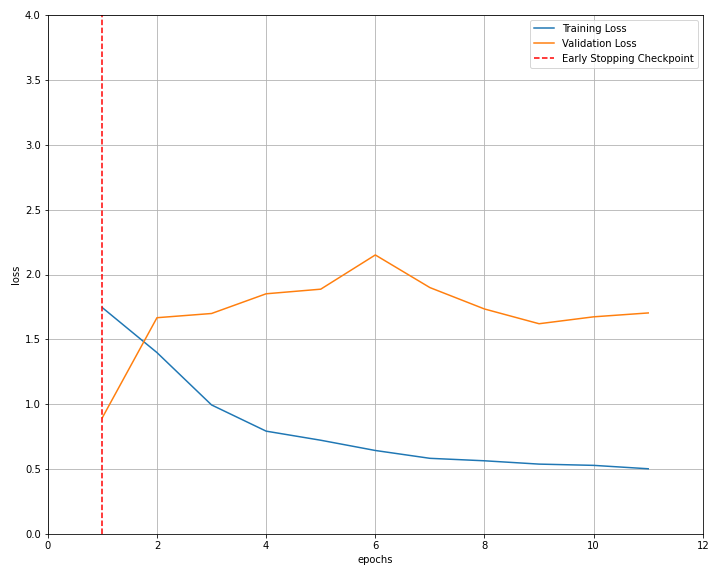 4.0
3.5
3.0
2.5
2.0
1.5
1.0
0.5
0.0
loss
Training Loss
Validation Loss
Early Stopping Checkpoint
0 2 4 6 8 10 12
epochs